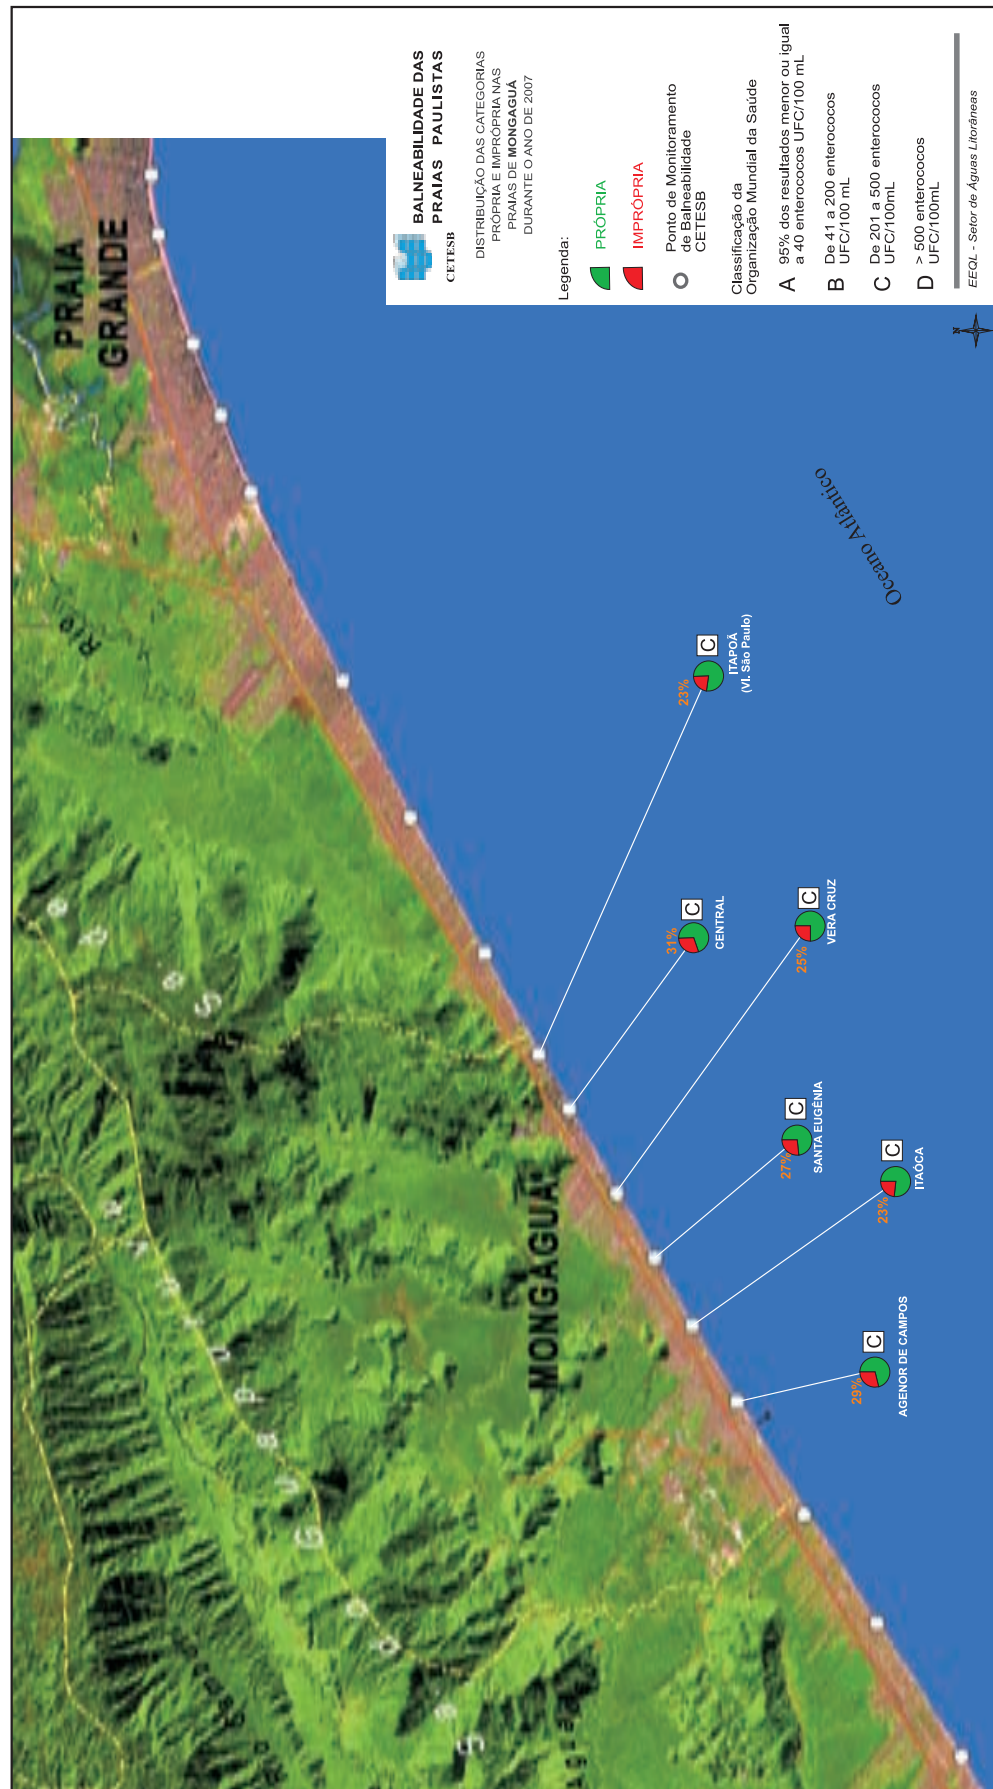 BALNEABILIDADE DAS
PRAIAS PAULISTAS
CETESB
DISTRIBUIÇÃO DAS CATEGORIAS
PRÓPRIA E IMPRÓPRIA NAS
PRAIAS DE MONGAGUÁ
DURANTE O ANO DE 2007
Legenda:
PRÓPRIA
IMPRÓPRIA
Ponto de Monitoramento
de Balneabilidade
CETESB
Classificação da
Organização Mundial da Saúde
A 95% dos resultados menor ou igual
a 40 enterococos UFC/100 mL
B De 41 a 200 enterococos
UFC/100 mL
C De 201 a 500 enterococos
UFC/100mL
D > 500 enterococos
UFC/100mL
EEQL - Setor de Águas Litorâneas
N
PRAIA
GRANDE
MONGAGUÁ
Oceano Atlântico
23%
C
ITAPOÃ
(Vl. São Paulo)
31%
C
CENTRAL
25%
C
VERA CRUZ
27%
C
SANTA EUGÊNIA
23%
C
ITAÓCA
29%
C
AGENOR DE CAMPOS